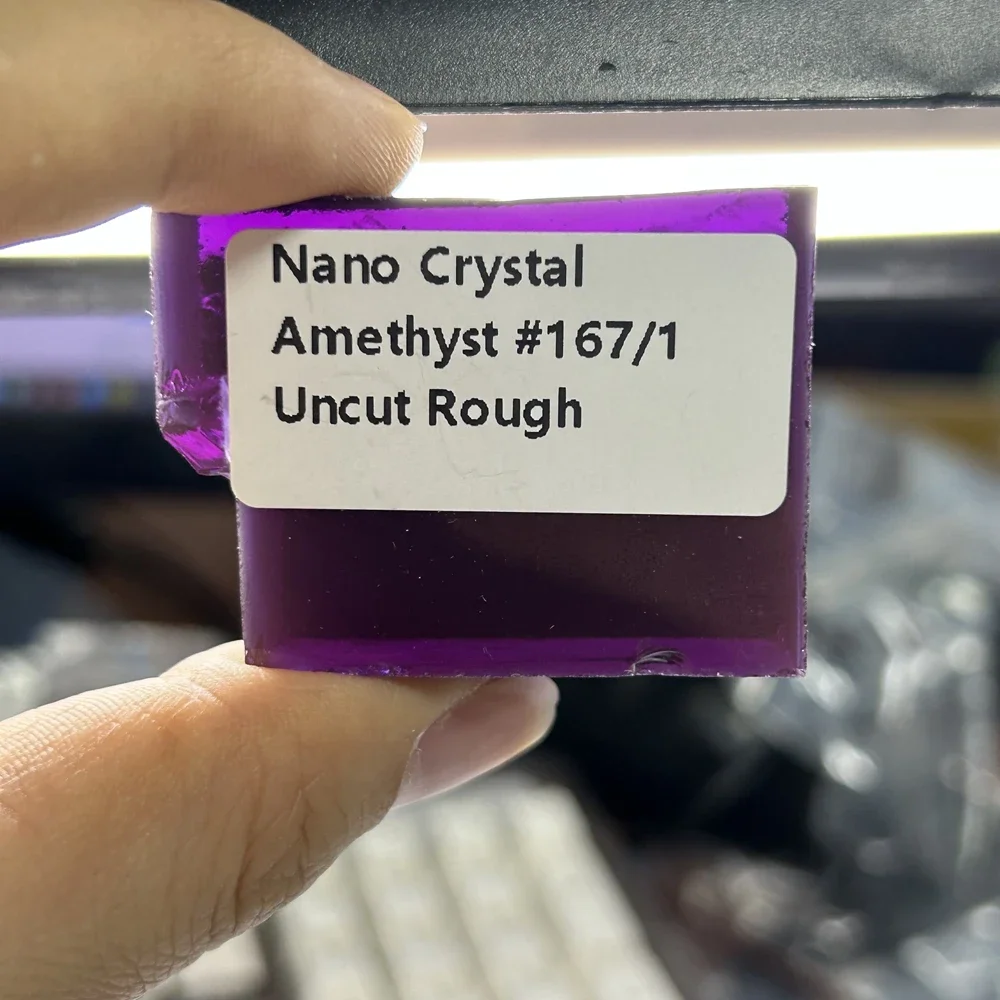 Nano Crystal
Amethyst #167/1
Uncut Rough